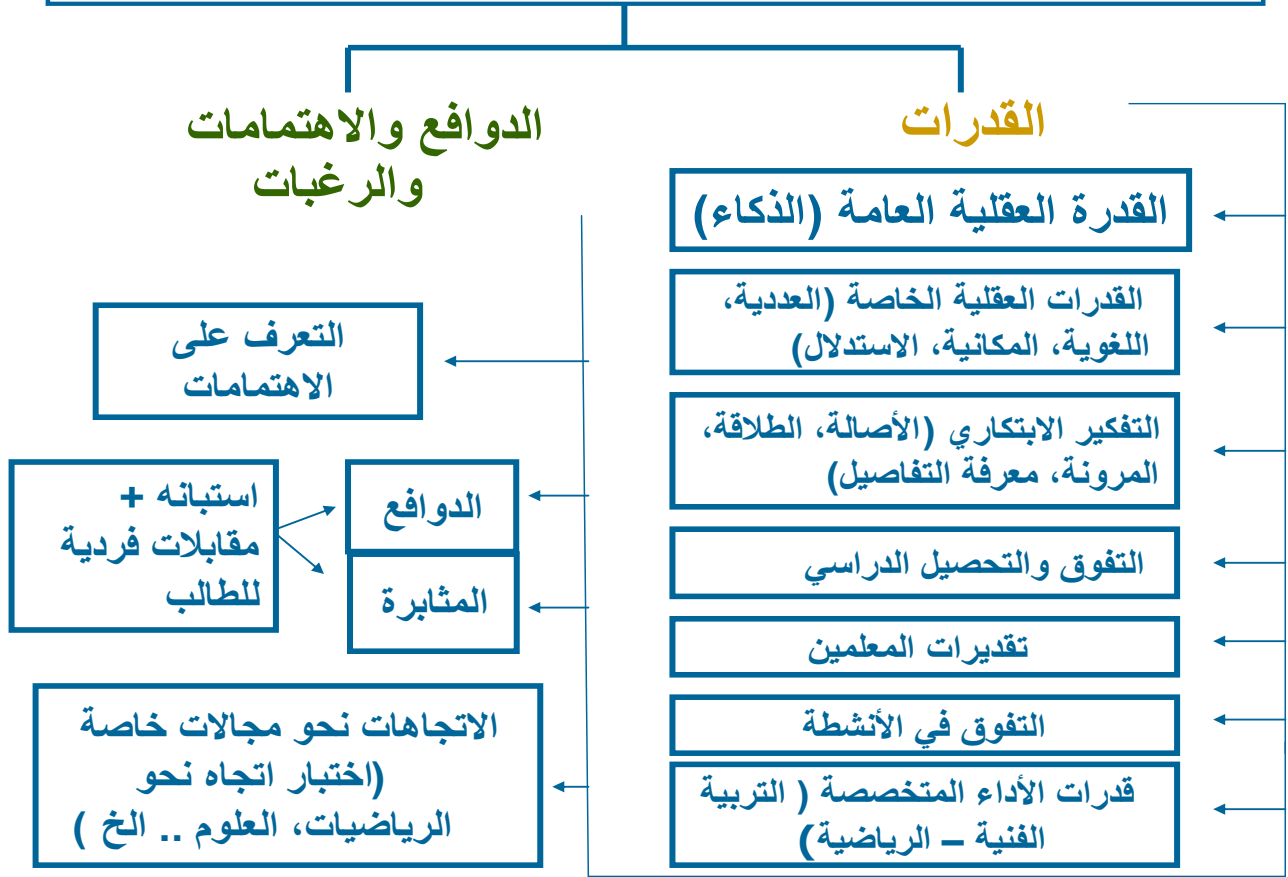 القدرات
القدرة العقلية العامة (الذكاء)
القدرات العقلية الخاصة (العددية،
اللغوية، المكانية، الاستدلال)
التفكير الابتكاري (الأصالة، الطلاقة،
المرونة، معرفة التفاصيل)
التفوق والتحصيل الدراسي
تقديرات المعلمين
التفوق في الأنشطة
قدرات الأداء المتخصصة ( التربية
الفنية – الرياضية)
الدوافع والاهتمامات
والرغبات
التعرف على
الاهتمامات
الدوافع
المثابرة
استبانه +
مقابلات فردية
للطالب
الاتجاهات نحو مجالات خاصة
(اختبار اتجاه نحو
الرياضيات، العلوم .. الخ )